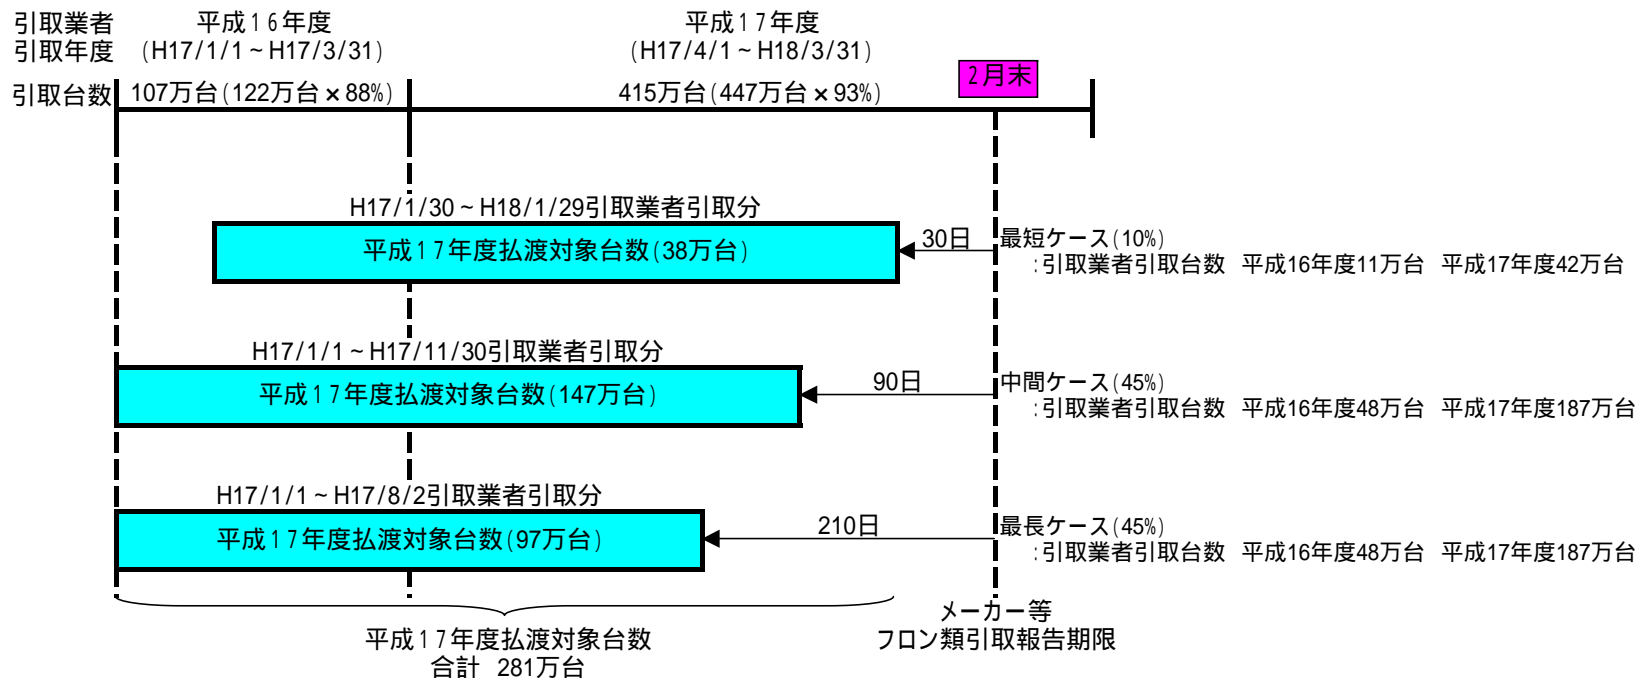 引取業者 平成16年度 平成17年度
引取年度 (H17/1/1~H17/3/31) (H17/4/1~H18/3/31)
2月末
引取台数 107万台(122万台×88%) 415万台(447万台×93%)
H17/1/30~H18/1/29引取業者引取分
平成17年度払渡対象台数(38万台)
30日
最短ケース(10%)
:引取業者引取台数 平成16年度11万台 平成17年度42万台
H17/1/1~H17/11/30引取業者引取分
平成17年度払渡対象台数(147万台)
90日
中間ケース(45%)
:引取業者引取台数 平成16年度48万台 平成17年度187万台
H17/1/1~H17/8/2引取業者引取分
平成17年度払渡対象台数(97万台)
210日
最長ケース(45%)
:引取業者引取台数 平成16年度48万台 平成17年度187万台
メーカー等
フロン類引取報告期限
平成17年度払渡対象台数
合計 281万台